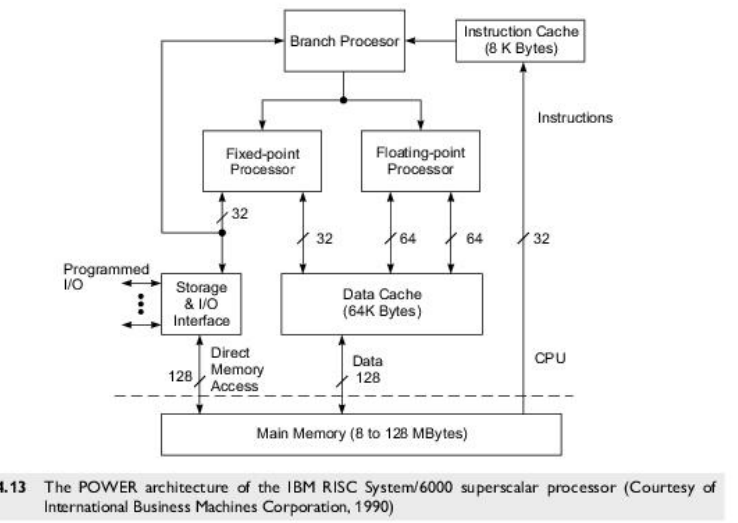 Branch Procesor
Instruction Cache
(8 K Bytes)
Instructions
Fixed-point
Processor
Floating-point
Processor
32
32
64
64
32
Programmed
I/O
Storage
& I/O
Interface
Data Cache
(64K Bytes)
Direct
Memory
Access
128
Data
128
CPU
Main Memory (8 to 128 MBytes)
4.13 The POWER architecture of the IBM RISC System/6000 superscalar processor (Courtesy of
International Business Machines Corporation, 1990)